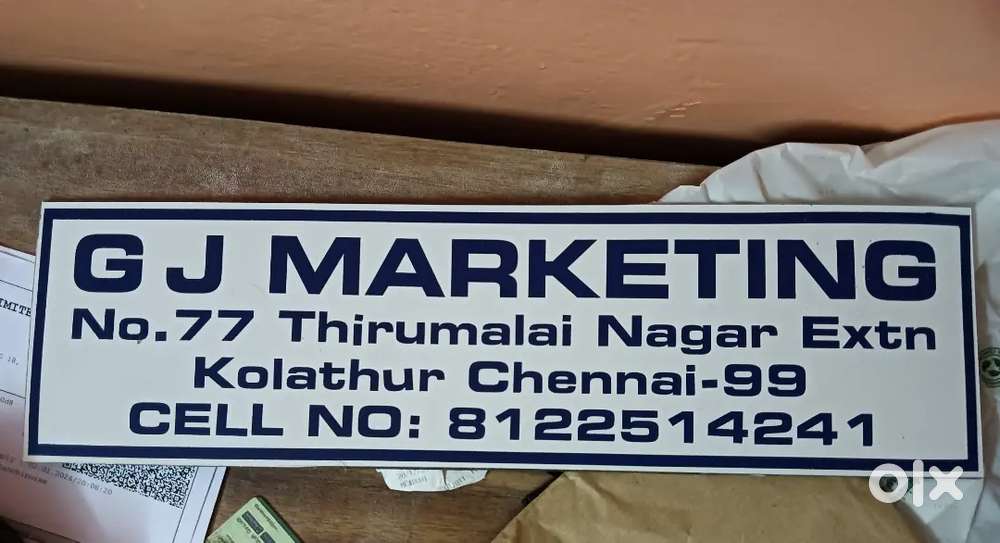 G J MARKETING
No.77 Thirumalai Nagar Extn
Kolathur Chennai-99
CELL NO: 8122514241
olx